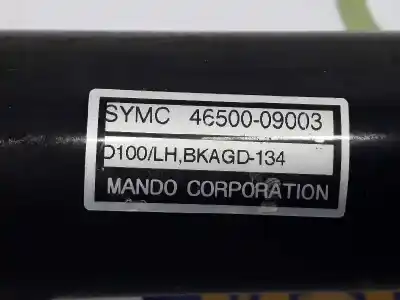 SYMC 46500-09003
D100/LH,BKAGD-134
MANDO CORPORATION